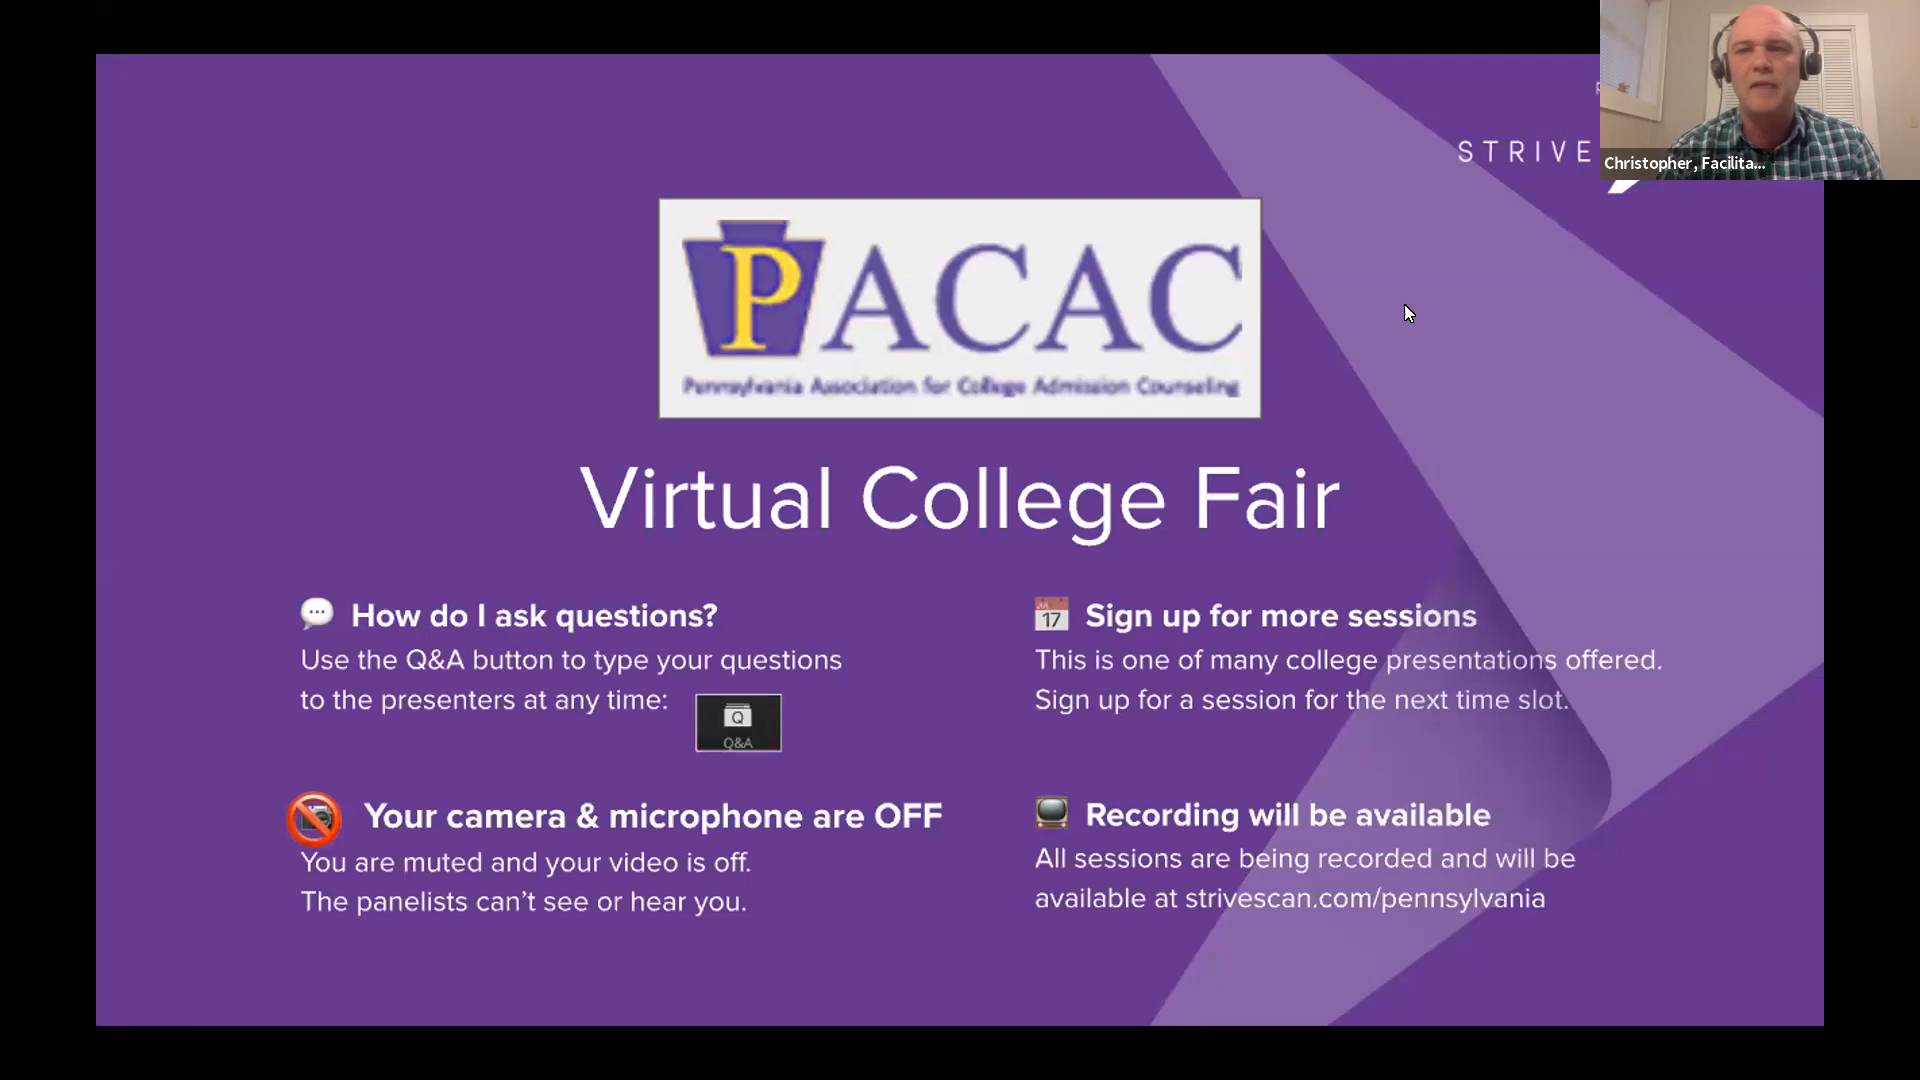 STRIVE
Christopher, Facilita...
PACAC
Pennsylvania Association for College Admission Counseling
Virtual College Fair
How do I ask questions?
Use the Q&A button to type your questions
to the presenters at any time:
Q
Q&A
Your camera & microphone are OFF
You are muted and your video is off.
The panelists can’t see or hear you.
JUL
17
Sign up for more sessions
This is one of many college presentations offered.
Sign up for a session for the next time slot.
Recording will be available
All sessions are being recorded and will be
available at strivescan.com/pennsylvania